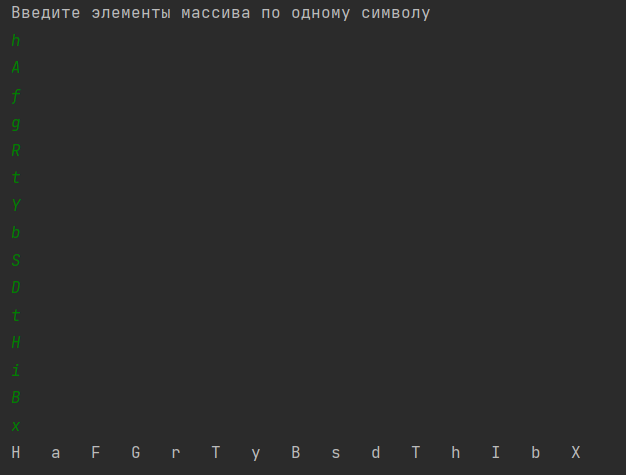 Введите элементы массива по одному символу
h
A
f
g
R
t
Y
b
S
D
t
H
i
B
x
H a F G r T y B s d T h I b X